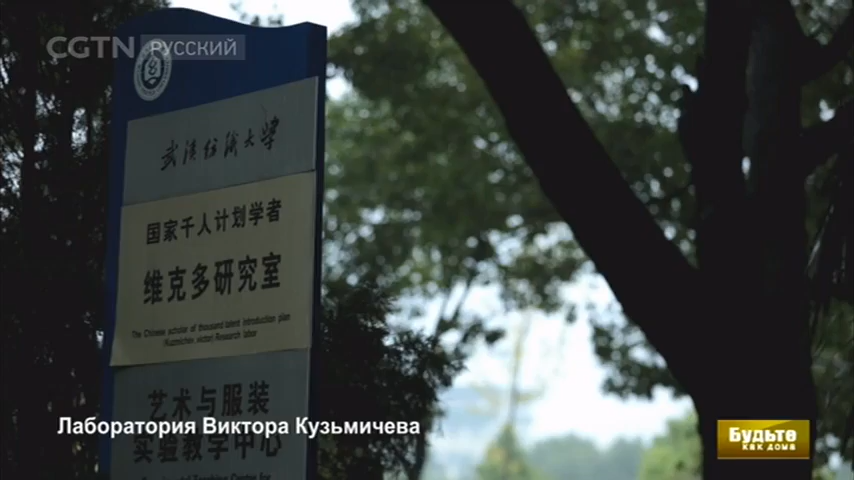 CGTN РУССКИЙ
武汉纺织大学
国家千人计划学者
维克多研究室
The Chinese scholar of thousand talent introduction plan
(Kuzmichev victor) Research labor
艺术与服装
实验教学中心
Лаборатория Виктора Кузьмичева
Будьте
как дома